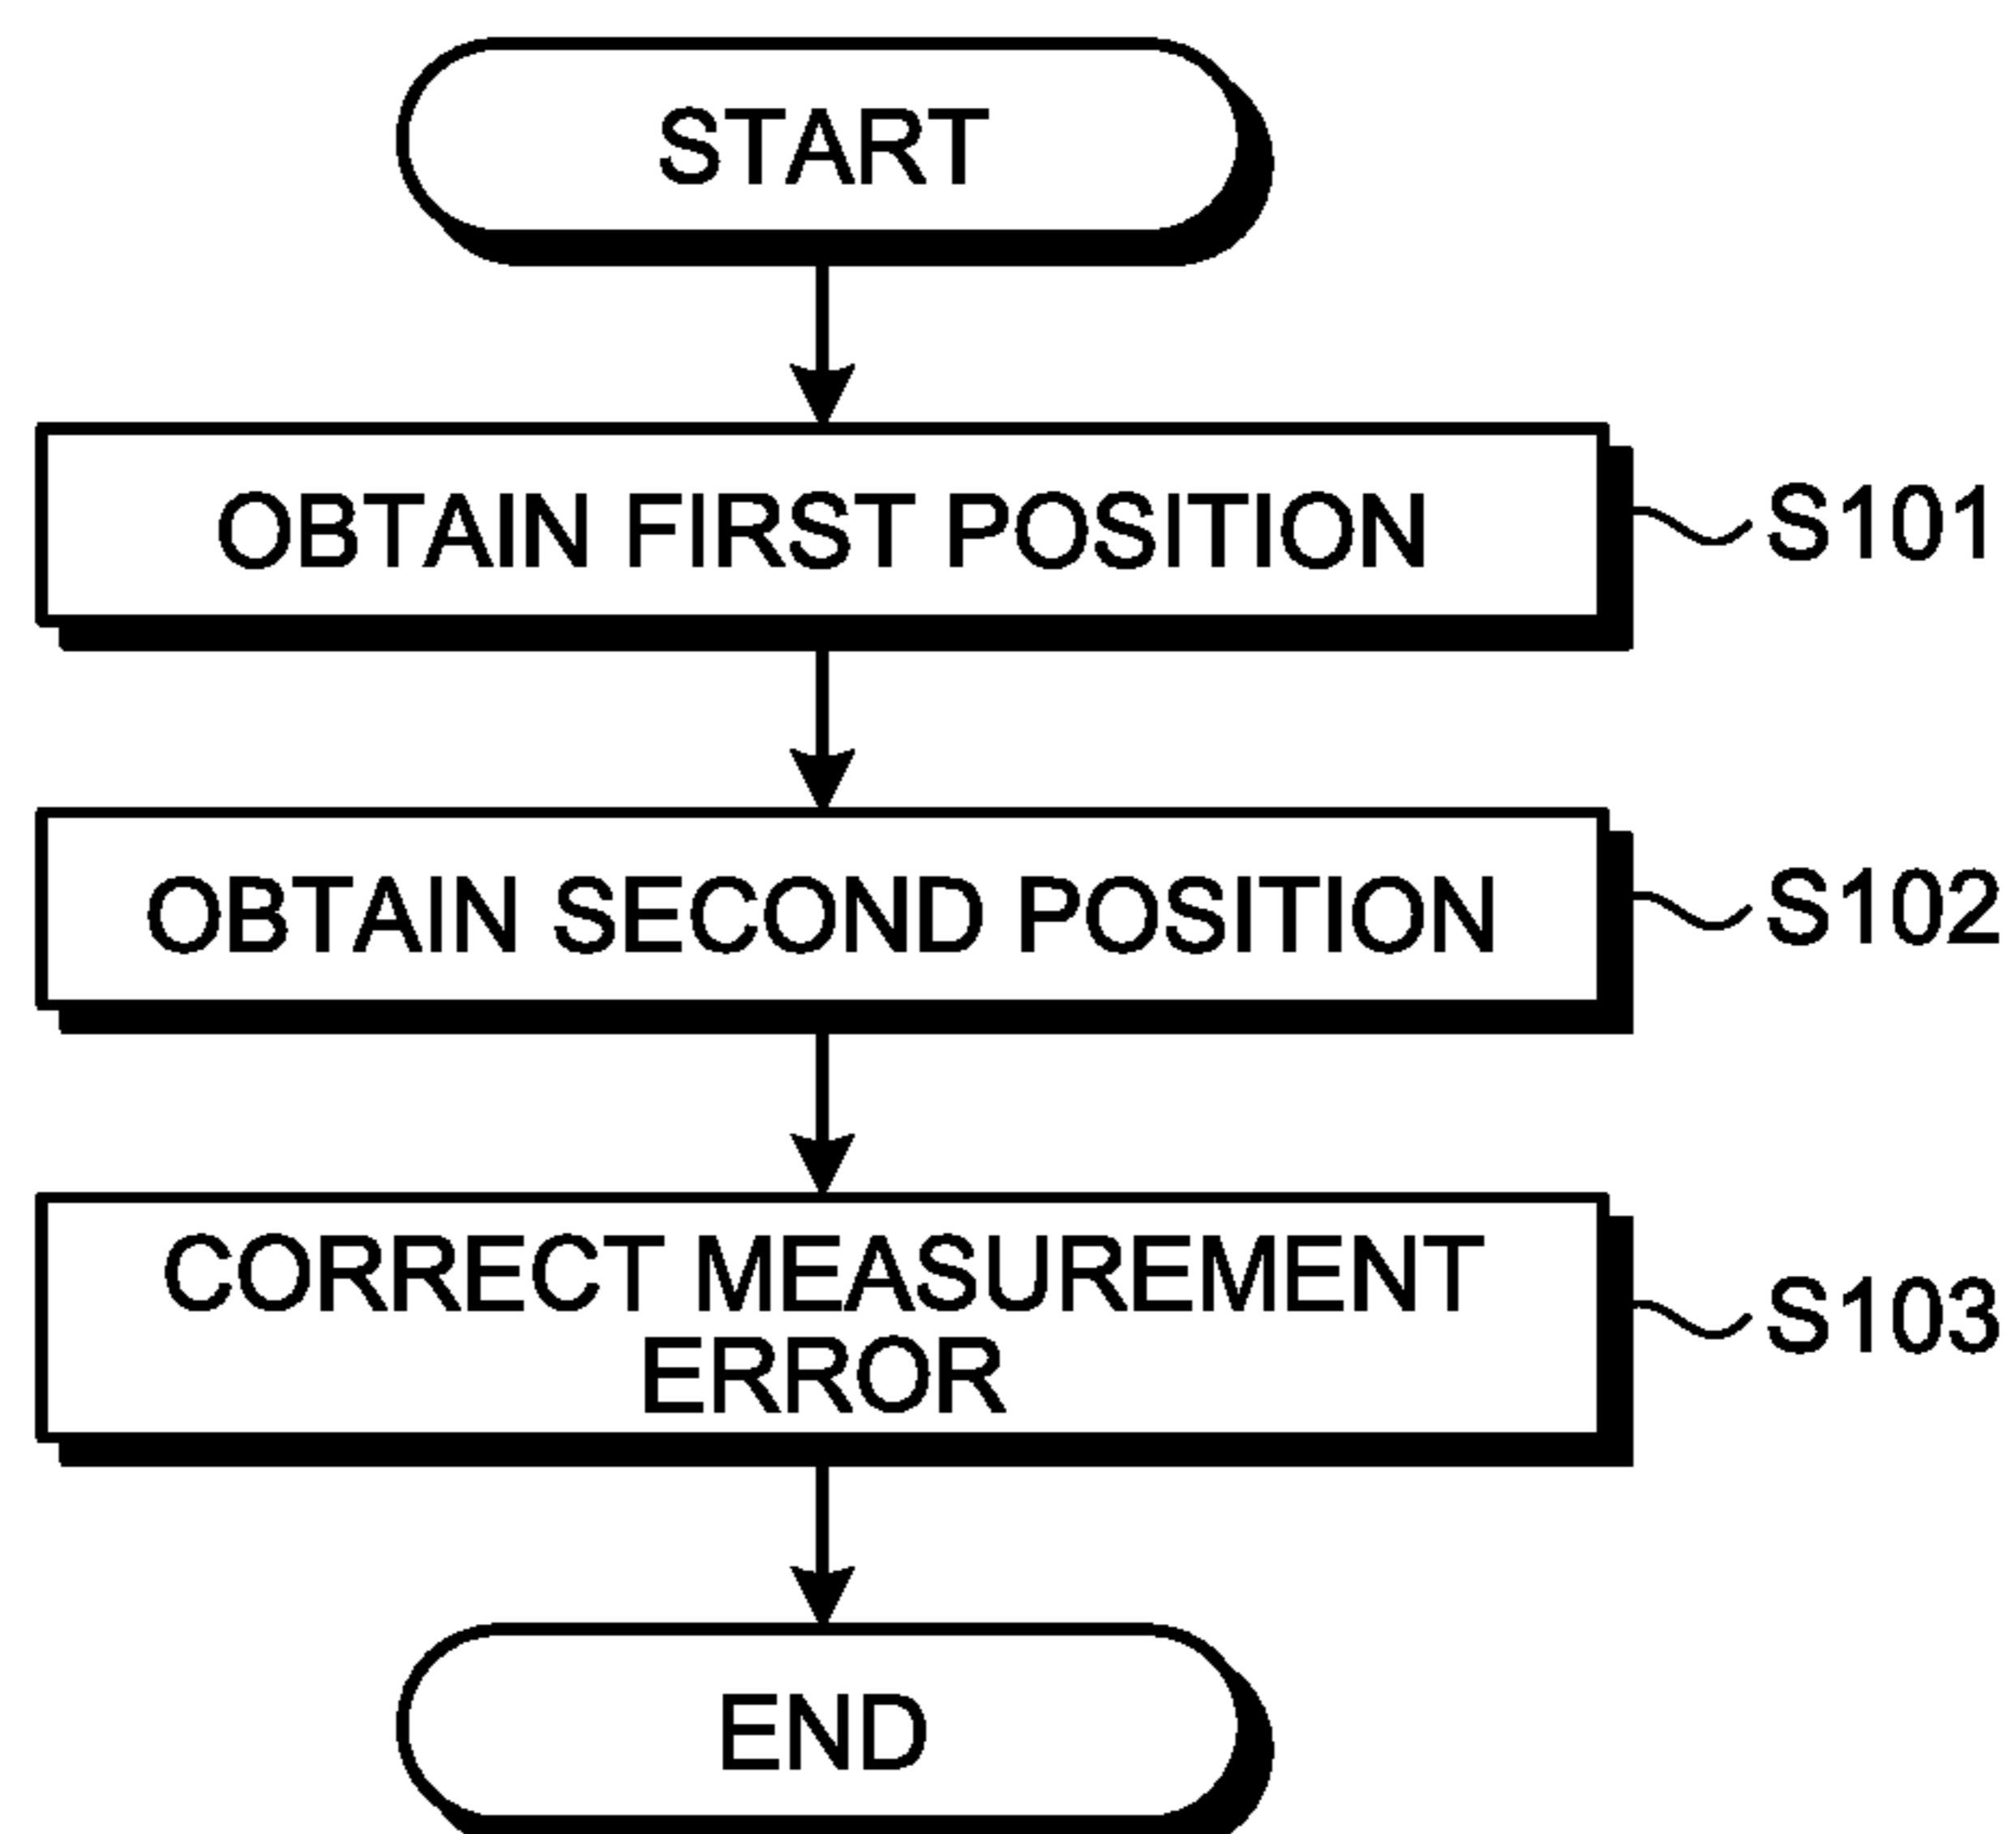 START
OBTAIN FIRST POSITION
S101
OBTAIN SECOND POSITION
S102
CORRECT MEASUREMENT
ERROR
S103
END